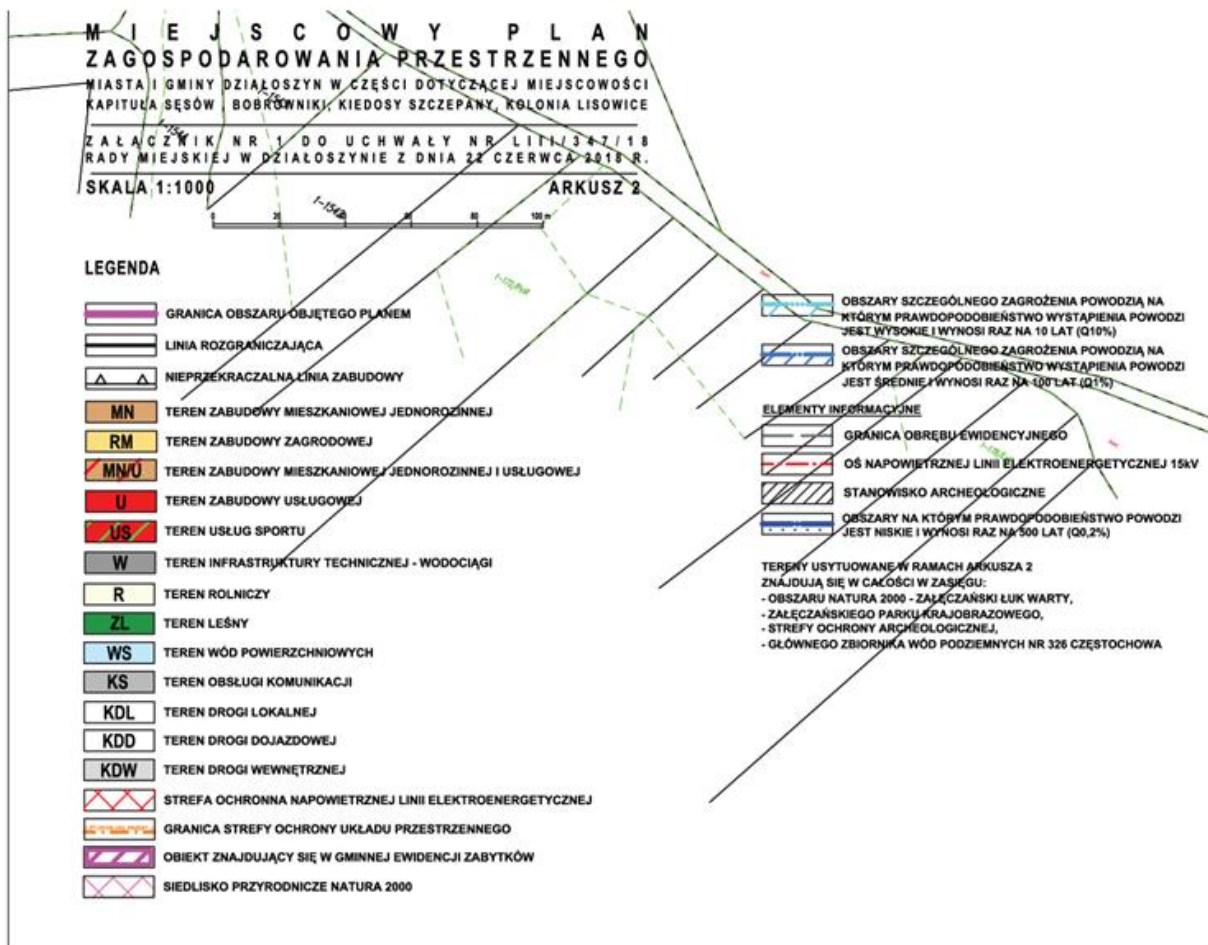 MIEJSCOWY PLAN
ZAGOSPODAROWANIA PRZESTRZENNEGO
MIASTA I GMINY DZIAŁOSZYN W CZĘŚCI DOTYCZĄCEJ MIEJSCOWOŚCI
KAPITUŁA SĘSÓW, BOBROWNIKI, KIEDOSY SZCZEPANY, KOLONIA LISOWICE
ZAŁĄCZNIK NR 1 DO UCHWAŁY NR LIII/347/18
RADY MIEJSKIEJ W DZIAŁOSZYNIE Z DNIA 22 CZERWCA 2018 R.
SKALA 1:1000 ARKUSZ 2
0 20 40 60 80 100 m
LEGENDA
GRANICA OBSZARU OBJĘTEGO PLANEM
LINIA ROZGRANICZAJĄCA
NIEPRZEKRACZALNA LINIA ZABUDOWY
MN TEREN ZABUDOWY MIESZKANIOWEJ JEDNOROZINNEJ
RM TEREN ZABUDOWY ZAGRODOWEJ
MN/U TEREN ZABUDOWY MIESZKANIOWEJ JEDNOROZINNEJ I USŁUGOWEJ
U TEREN ZABUDOWY USŁUGOWEJ
US TEREN USŁUG SPORTU
W TEREN INFRASTRUKTURY TECHNICZNEJ - WODOCIĄGI
R TEREN ROLNICZY
ZL TEREN LEŚNY
WS TEREN WÓD POWIERZCHNIOWYCH
KS TEREN OBSŁUGI KOMUNIKACJI
KDL TEREN DROGI LOKALNEJ
KDD TEREN DROGI DOJAZDOWEJ
KDW TEREN DROGI WEWNĘTRZNEJ
STREFA OCHRONNA NAPOWIETRZNEJ LINII ELEKTROENERGETYCZNEJ
GRANICA STREFY OCHRONY UKŁADU PRZESTRZENNEGO
OBIEKT ZNAJDUJĄCY SIĘ W GMINNEJ EWIDENCJI ZABYTKÓW
SIEDLISKO PRZYRODNICZE NATURA 2000
OBSZARY SZCZEGÓLNEGO ZAGROŻENIA POWODZIĄ NA
KTÓRYM PRAWDOPODOBIEŃSTWO WYSTĄPIENIA POWODZI
JEST WYSOKIE I WYNOSI RAZ NA 10 LAT (Q10%)
OBSZARY SZCZEGÓLNEGO ZAGROŻENIA POWODZIĄ NA
KTÓRYM PRAWDOPODOBIEŃSTWO WYSTĄPIENIA POWODZI
JEST ŚREDNIE I WYNOSI RAZ NA 100 LAT (Q1%)
ELEMENTY INFORMACYJNE
GRANICA OBRĘBU EWIDENCYJNEGO
OŚ NAPOWIETRZNEJ LINII ELEKTROENERGETYCZNEJ 15kV
STANOWISKO ARCHEOLOGICZNE
OBSZARY NA KTÓRYM PRAWDOPODOBIEŃSTWO POWODZI
JEST NISKIE I WYNOSI RAZ NA 500 LAT (Q0,2%)
TERENY USYTUOWANE W RAMACH ARKUSZA 2
ZNAJDUJĄ SIĘ W CAŁOŚCI W ZASIĘGU:
- OBSZARU NATURA 2000 - ZAŁĘCZAŃSKI ŁUK WARTY,
- ZAŁĘCZAŃSKIEGO PARKU KRAJOBRAZOWEGO,
- STREFY OCHRONY ARCHEOLOGICZNEJ,
- GŁÓWNEGO ZBIORNIKA WÓD PODZIEMNYCH NR 326 CZĘSTOCHOWA